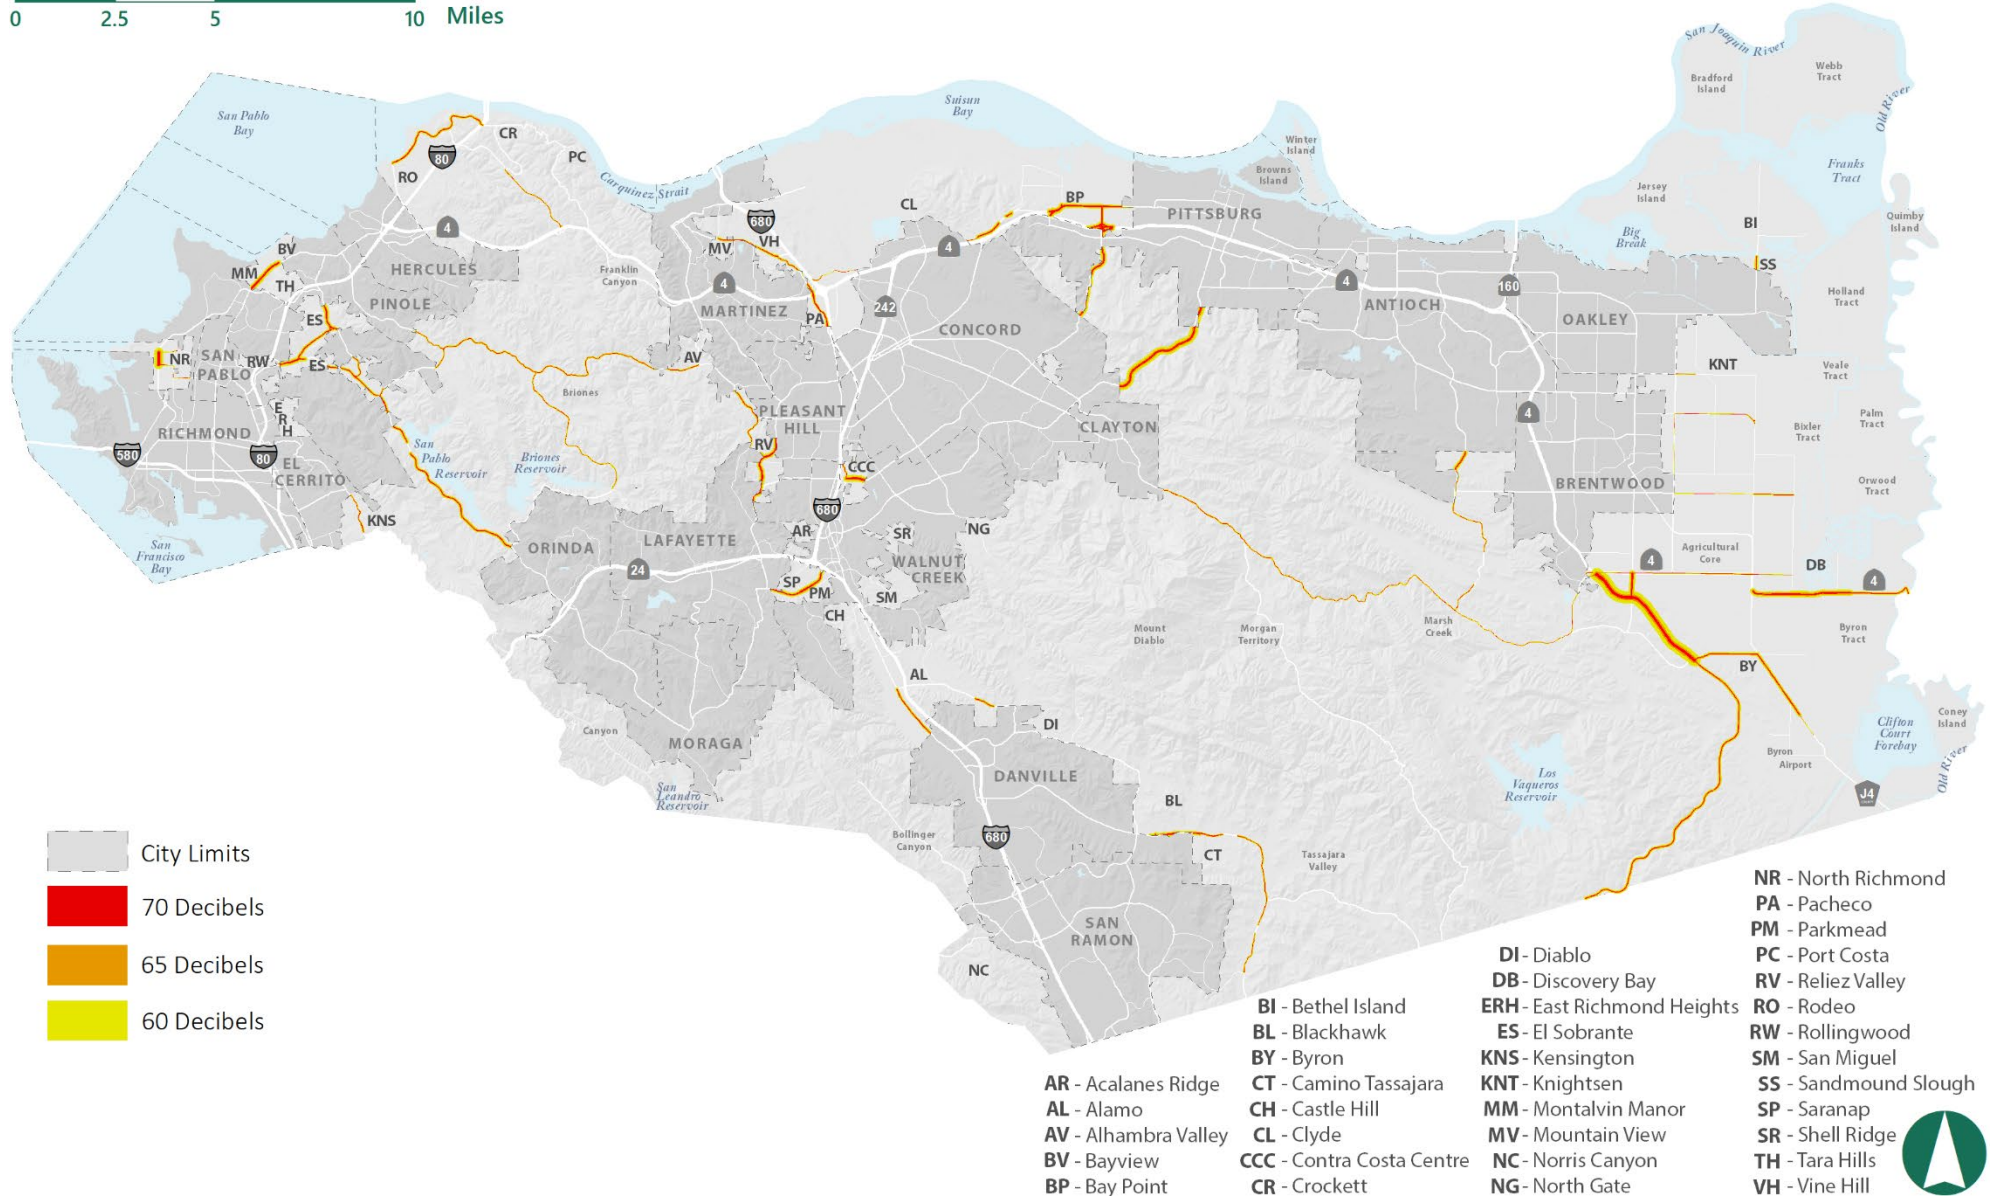 0 2.5 5 10 Miles
San Joaquin River
Webb
Tract
Bradford
Island
Old River
San Pablo
Bay
Suisun
Bay
CR
80
PC
RO
Winter
Island
Browns
Island
Franks
Tract
Carquinez Strait
Jersey
Island
BI
Quimby
Island
CL
BP
PITTSBURG
680
4
MV
VH
4
BV
Big
Break
SS
MM
HERCULES
Franklin
Canyon
4
TH
PINOLE
MARTINEZ
242
4
160
Holland
Tract
ES
PA
CONCORD
ANTIOCH
OAKLEY
NR
SAN
PABLO
RW
ES
AV
KNT
Veale
Tract
Briones
E
R
H
PLEASANT
HILL
CLAYTON
4
Palm
Tract
Bixler
Tract
RICHMOND
580
80
San
Pablo
Reservoir
RV
EL
CERRITO
Briones
Reservoir
CCC
BRENTWOOD
Orwood
Tract
KNS
680
AR
SR
NG
San
Francisco
Bay
ORINDA
LAFAYETTE
WALNUT
CREEK
Agricultural
Core
4
DB
4
24
SP
PM
SM
CH
Mount
Diablo
Morgan
Territory
Marsh
Creek
Byron
Tract
AL
BY
DI
Canyon
MORAGA
Clifton
Court
Forebay
Coney
Island
Old River
San
Leandro
Reservoir
DANVILLE
Los
Vaqueros
Reservoir
Byron
Airport
J4
BL
680
Bollinger
Canyon
CT
Tassajara
Valley
SAN
RAMON
NC
City Limits
70 Decibels
65 Decibels
60 Decibels
AR - Acalanes Ridge
AL - Alamo
AV - Alhambra Valley
BV - Bayview
BP - Bay Point
BI - Bethel Island
BL - Blackhawk
BY - Byron
CT - Camino Tassajara
CH - Castle Hill
CL - Clyde
CCC - Contra Costa Centre
CR - Crockett
DI - Diablo
DB - Discovery Bay
ERH - East Richmond Heights
ES - El Sobrante
KNS - Kensington
KNT - Knightsen
MM - Montalvin Manor
MV - Mountain View
NC - Norris Canyon
NG - North Gate
NR - North Richmond
PA - Pacheco
PM - Parkmead
PC - Port Costa
RV - Reliez Valley
RO - Rodeo
RW - Rollingwood
SM - San Miguel
SS - Sandmound Slough
SP - Saranap
SR - Shell Ridge
TH - Tara Hills
VH - Vine Hill